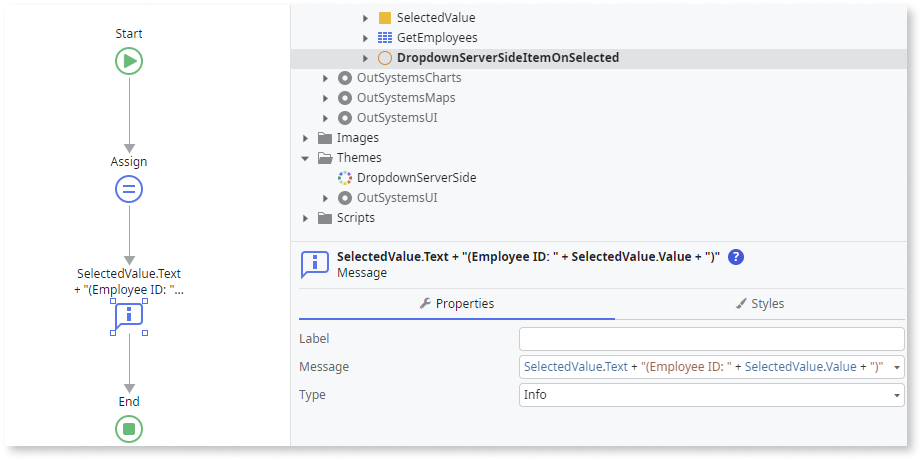 Start
Assign
SelectedValue.Text
+ "(Employee ID: "...
End
SelectedValue
GetEmployees
DropdownServerSideItemOnSelected
OutSystemsCharts
OutSystemsMaps
OutSystemsUI
Images
Themes
DropdownServerSide
OutSystemsUI
Scripts
SelectedValue.Text + "(Employee ID: " + SelectedValue.Value + ")" ?
Message
Properties Styles
Label
Message SelectedValue.Text + "(Employee ID: " + SelectedValue.Value + ")"
Type Info